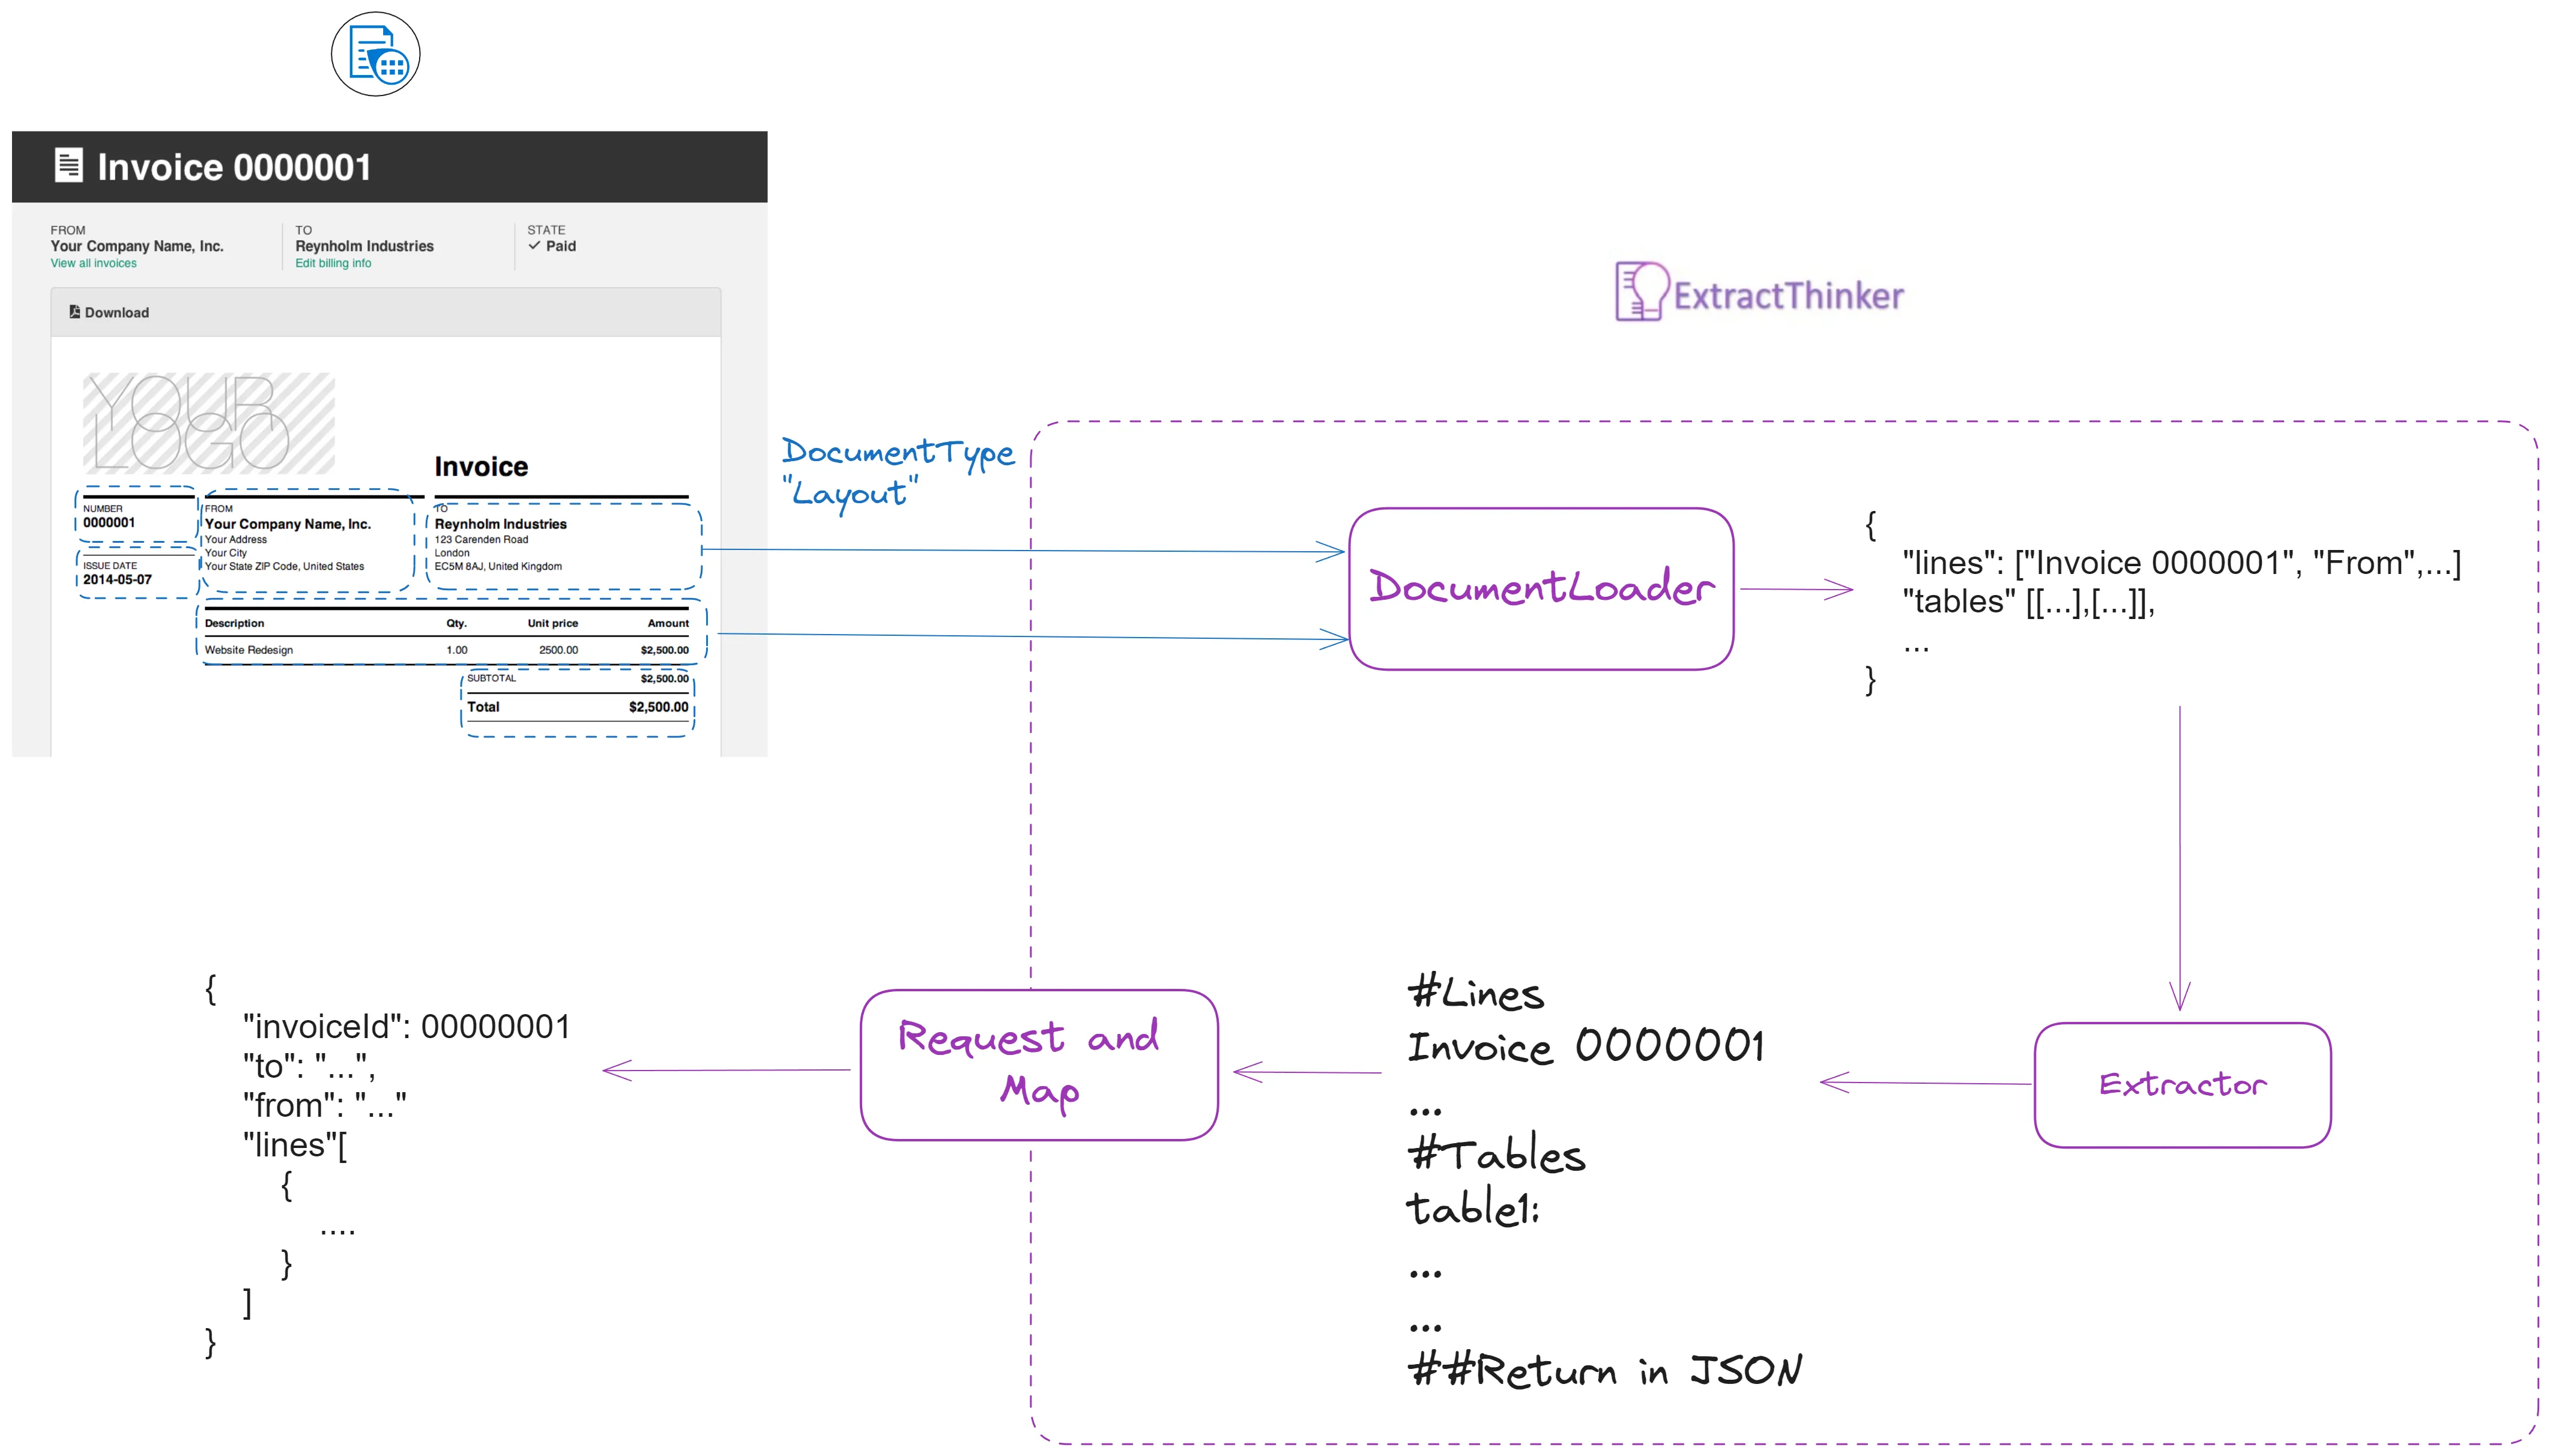 Invoice 0000001
FROM
Your Company Name, Inc.
View all invoices
TO
Reynholm Industries
Edit billing info
STATE
Paid
Download
YOUR
LOGO
Invoice
NUMBER
0000001
ISSUE DATE
2014-05-07
FROM
Your Company Name, Inc.
Your Address
Your City
Your State ZIP Code, United States
TO
Reynholm Industries
123 Carenden Road
London
EC5M 8AJ, United Kingdom
Description Qty. Unit price Amount
Website Redesign 1.00 2500.00 $2,500.00
SUBTOTAL $2,500.00
Total $2,500.00
DocumentType
"Layout"
ExtractThinker
DocumentLoader
{
"lines": ["Invoice 0000001", "From",...]
"tables" [[...],[...]],
...
}
Extractor
#Lines
Invoice 0000001
...
#Tables
table1:
...
...
##Return in JSON
Request and
Map
{
"invoiceId": 00000001
"to": "...",
"from": "..."
"lines"[
{
....
}
]
}